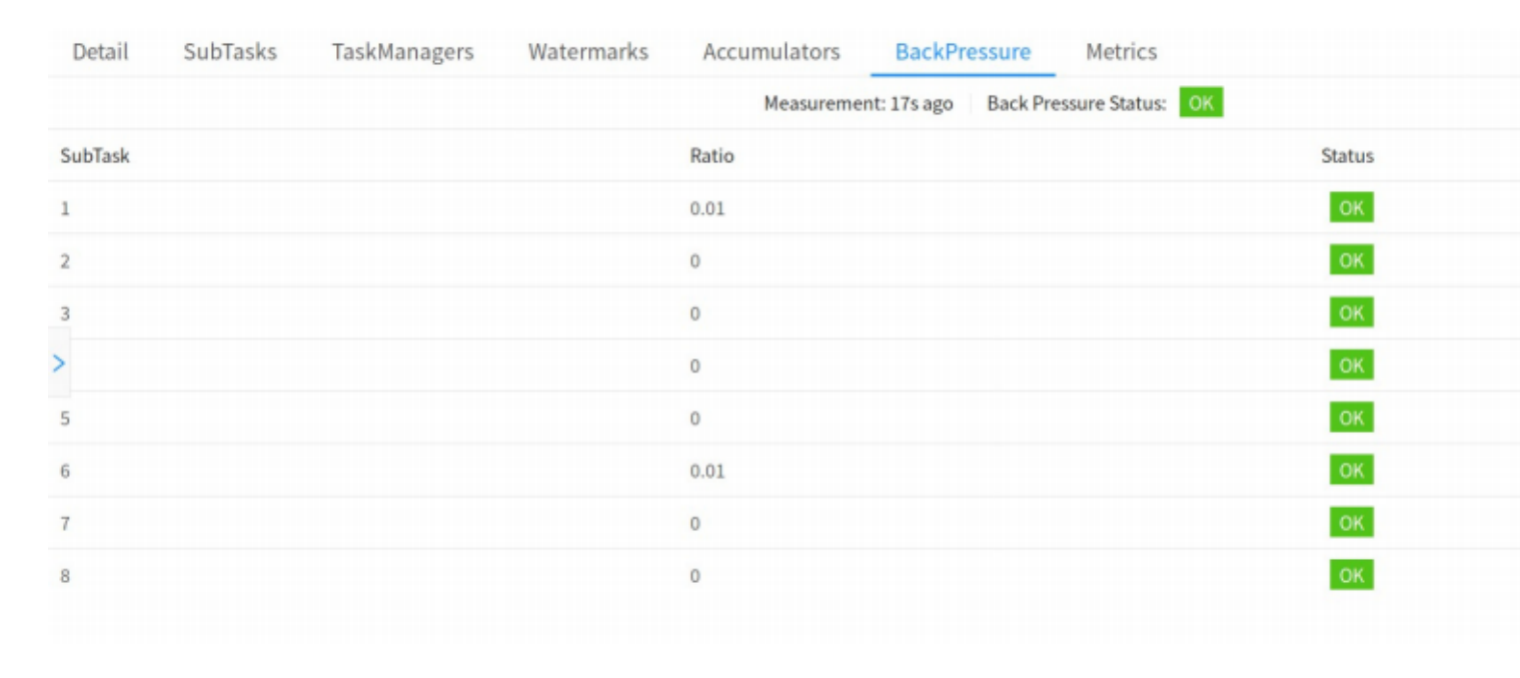 Detail SubTasks TaskManagers Watermarks Accumulators BackPressure Metrics
Measurement: 17s ago Back Pressure Status: OK
SubTask Ratio Status
1 0.01 OK
2 0 OK
3 0 OK
0 OK
5 0 OK
6 0.01 OK
7 0 OK
8 0 OK